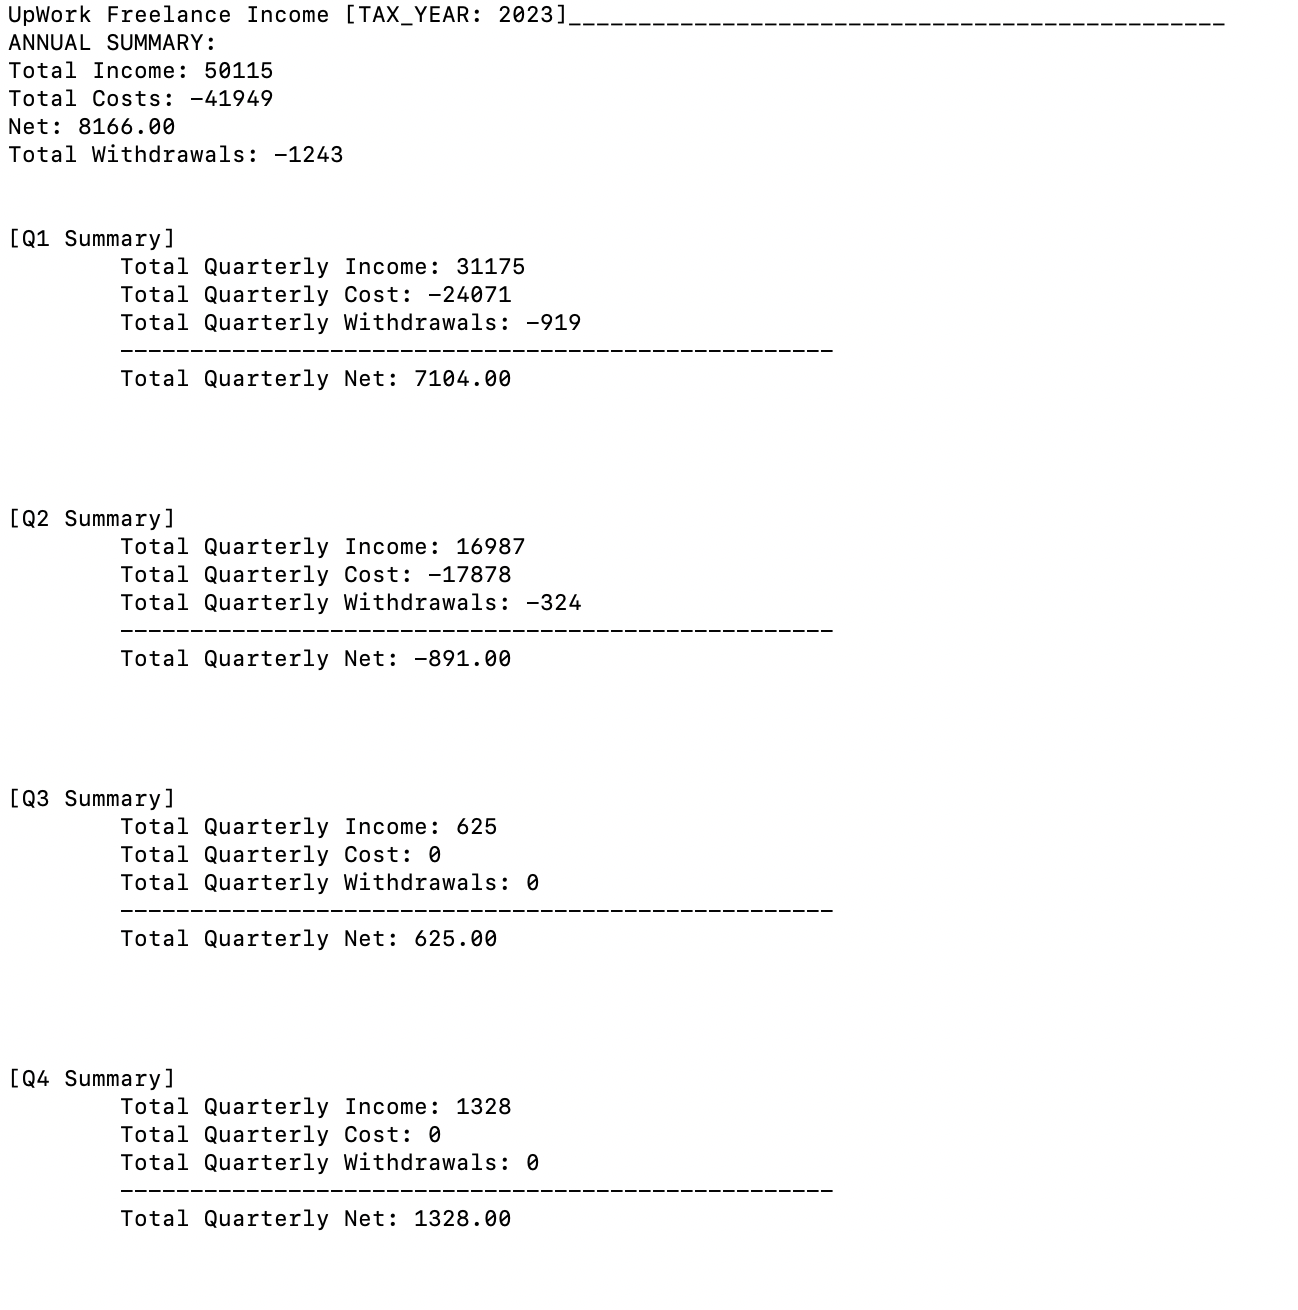 UpWork Freelance Income [TAX_YEAR: 2023]_______________________________________________
ANNUAL SUMMARY:
Total Income: 50115
Total Costs: -41949
Net: 8166.00
Total Withdrawals: -1243
[Q1 Summary]
Total Quarterly Income: 31175
Total Quarterly Cost: -24071
Total Quarterly Withdrawals: -919
---------------------------------------------------
Total Quarterly Net: 7104.00
[Q2 Summary]
Total Quarterly Income: 16987
Total Quarterly Cost: -17878
Total Quarterly Withdrawals: -324
---------------------------------------------------
Total Quarterly Net: -891.00
[Q3 Summary]
Total Quarterly Income: 625
Total Quarterly Cost: 0
Total Quarterly Withdrawals: 0
---------------------------------------------------
Total Quarterly Net: 625.00
[Q4 Summary]
Total Quarterly Income: 1328
Total Quarterly Cost: 0
Total Quarterly Withdrawals: 0
---------------------------------------------------
Total Quarterly Net: 1328.00